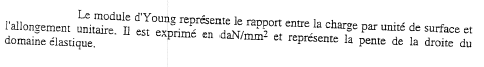 Le module d'Young représente le rapport entre la charge par unité de surface et
l'allongement unitaire. Il est exprimé en daN/mm² et représente la pente de la droite du
domaine élastique.